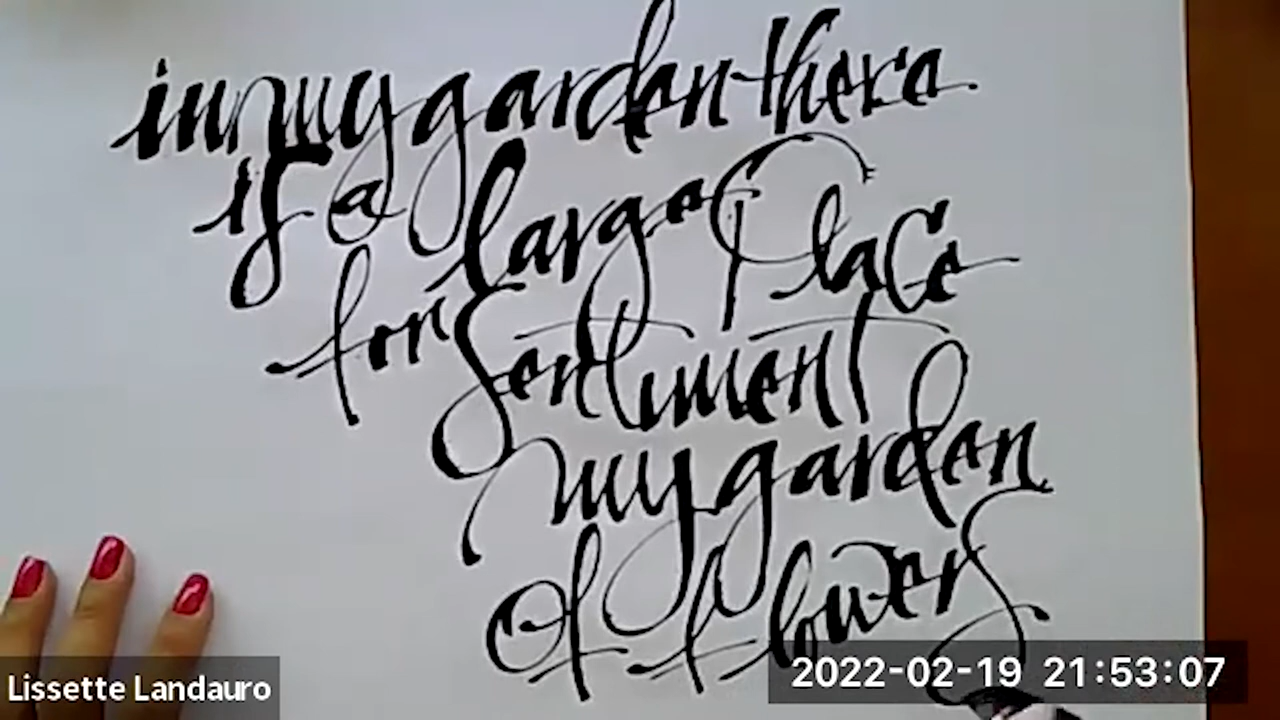 in my garden there
is a large place
for Sentiment
my garden
Of flowers
Lissette Landauro
2022-02-19 21:53:07